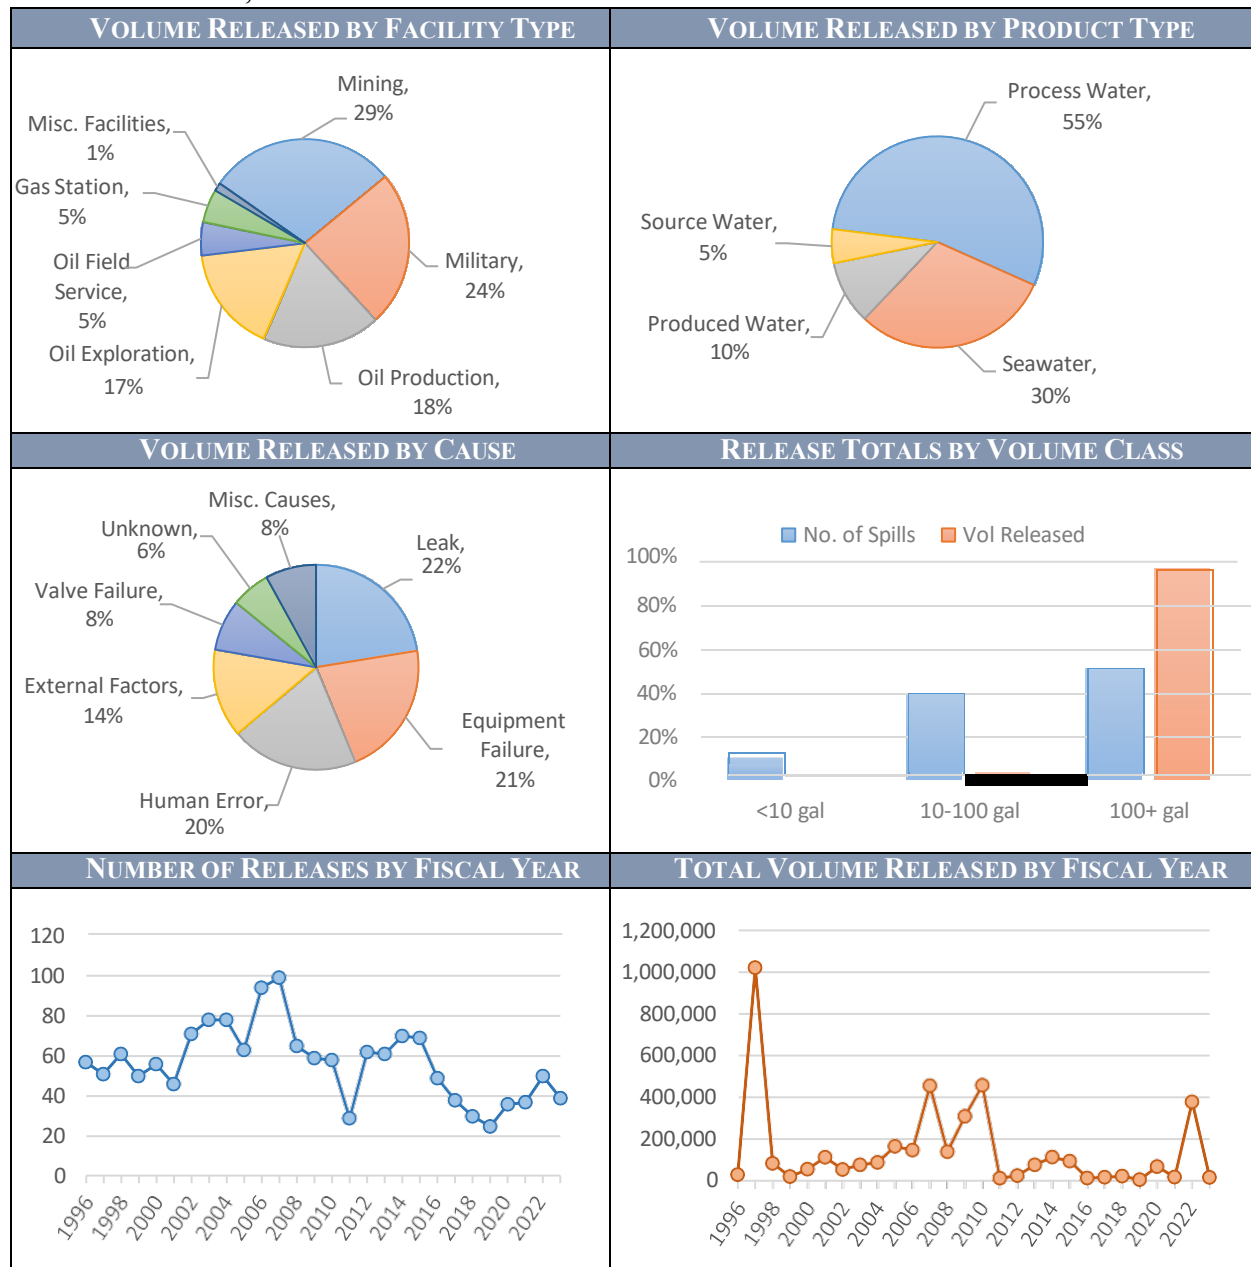 VOLUME RELEASED BY FACILITY TYPE
VOLUME RELEASED BY PRODUCT TYPE
Mining,
29%
Misc. Facilities,
1%
Gas Station,
5%
Oil Field
Service,
5%
Oil Exploration,
17%
Military,
24%
Oil Production,
18%
Process Water,
55%
Source Water,
5%
Produced Water,
10%
Seawater,
30%
VOLUME RELEASED BY CAUSE
RELEASE TOTALS BY VOLUME CLASS
Misc. Causes,
8%
Unknown,
6%
Valve Failure,
8%
External Factors,
14%
Human Error,
20%
Leak,
22%
Equipment
Failure,
21%
No. of Spills
Vol Released
100%
80%
60%
40%
20%
0%
<10 gal
10-100 gal
100+ gal
NUMBER OF RELEASES BY FISCAL YEAR
TOTAL VOLUME RELEASED BY FISCAL YEAR
120
100
80
60
40
20
0
1996
1998
2000
2002
2004
2006
2008
2010
2012
2014
2016
2018
2020
2022
1,200,000
1,000,000
800,000
600,000
400,000
200,000
0
1996
1998
2000
2002
2004
2006
2008
2010
2012
2014
2016
2018
2020
2022